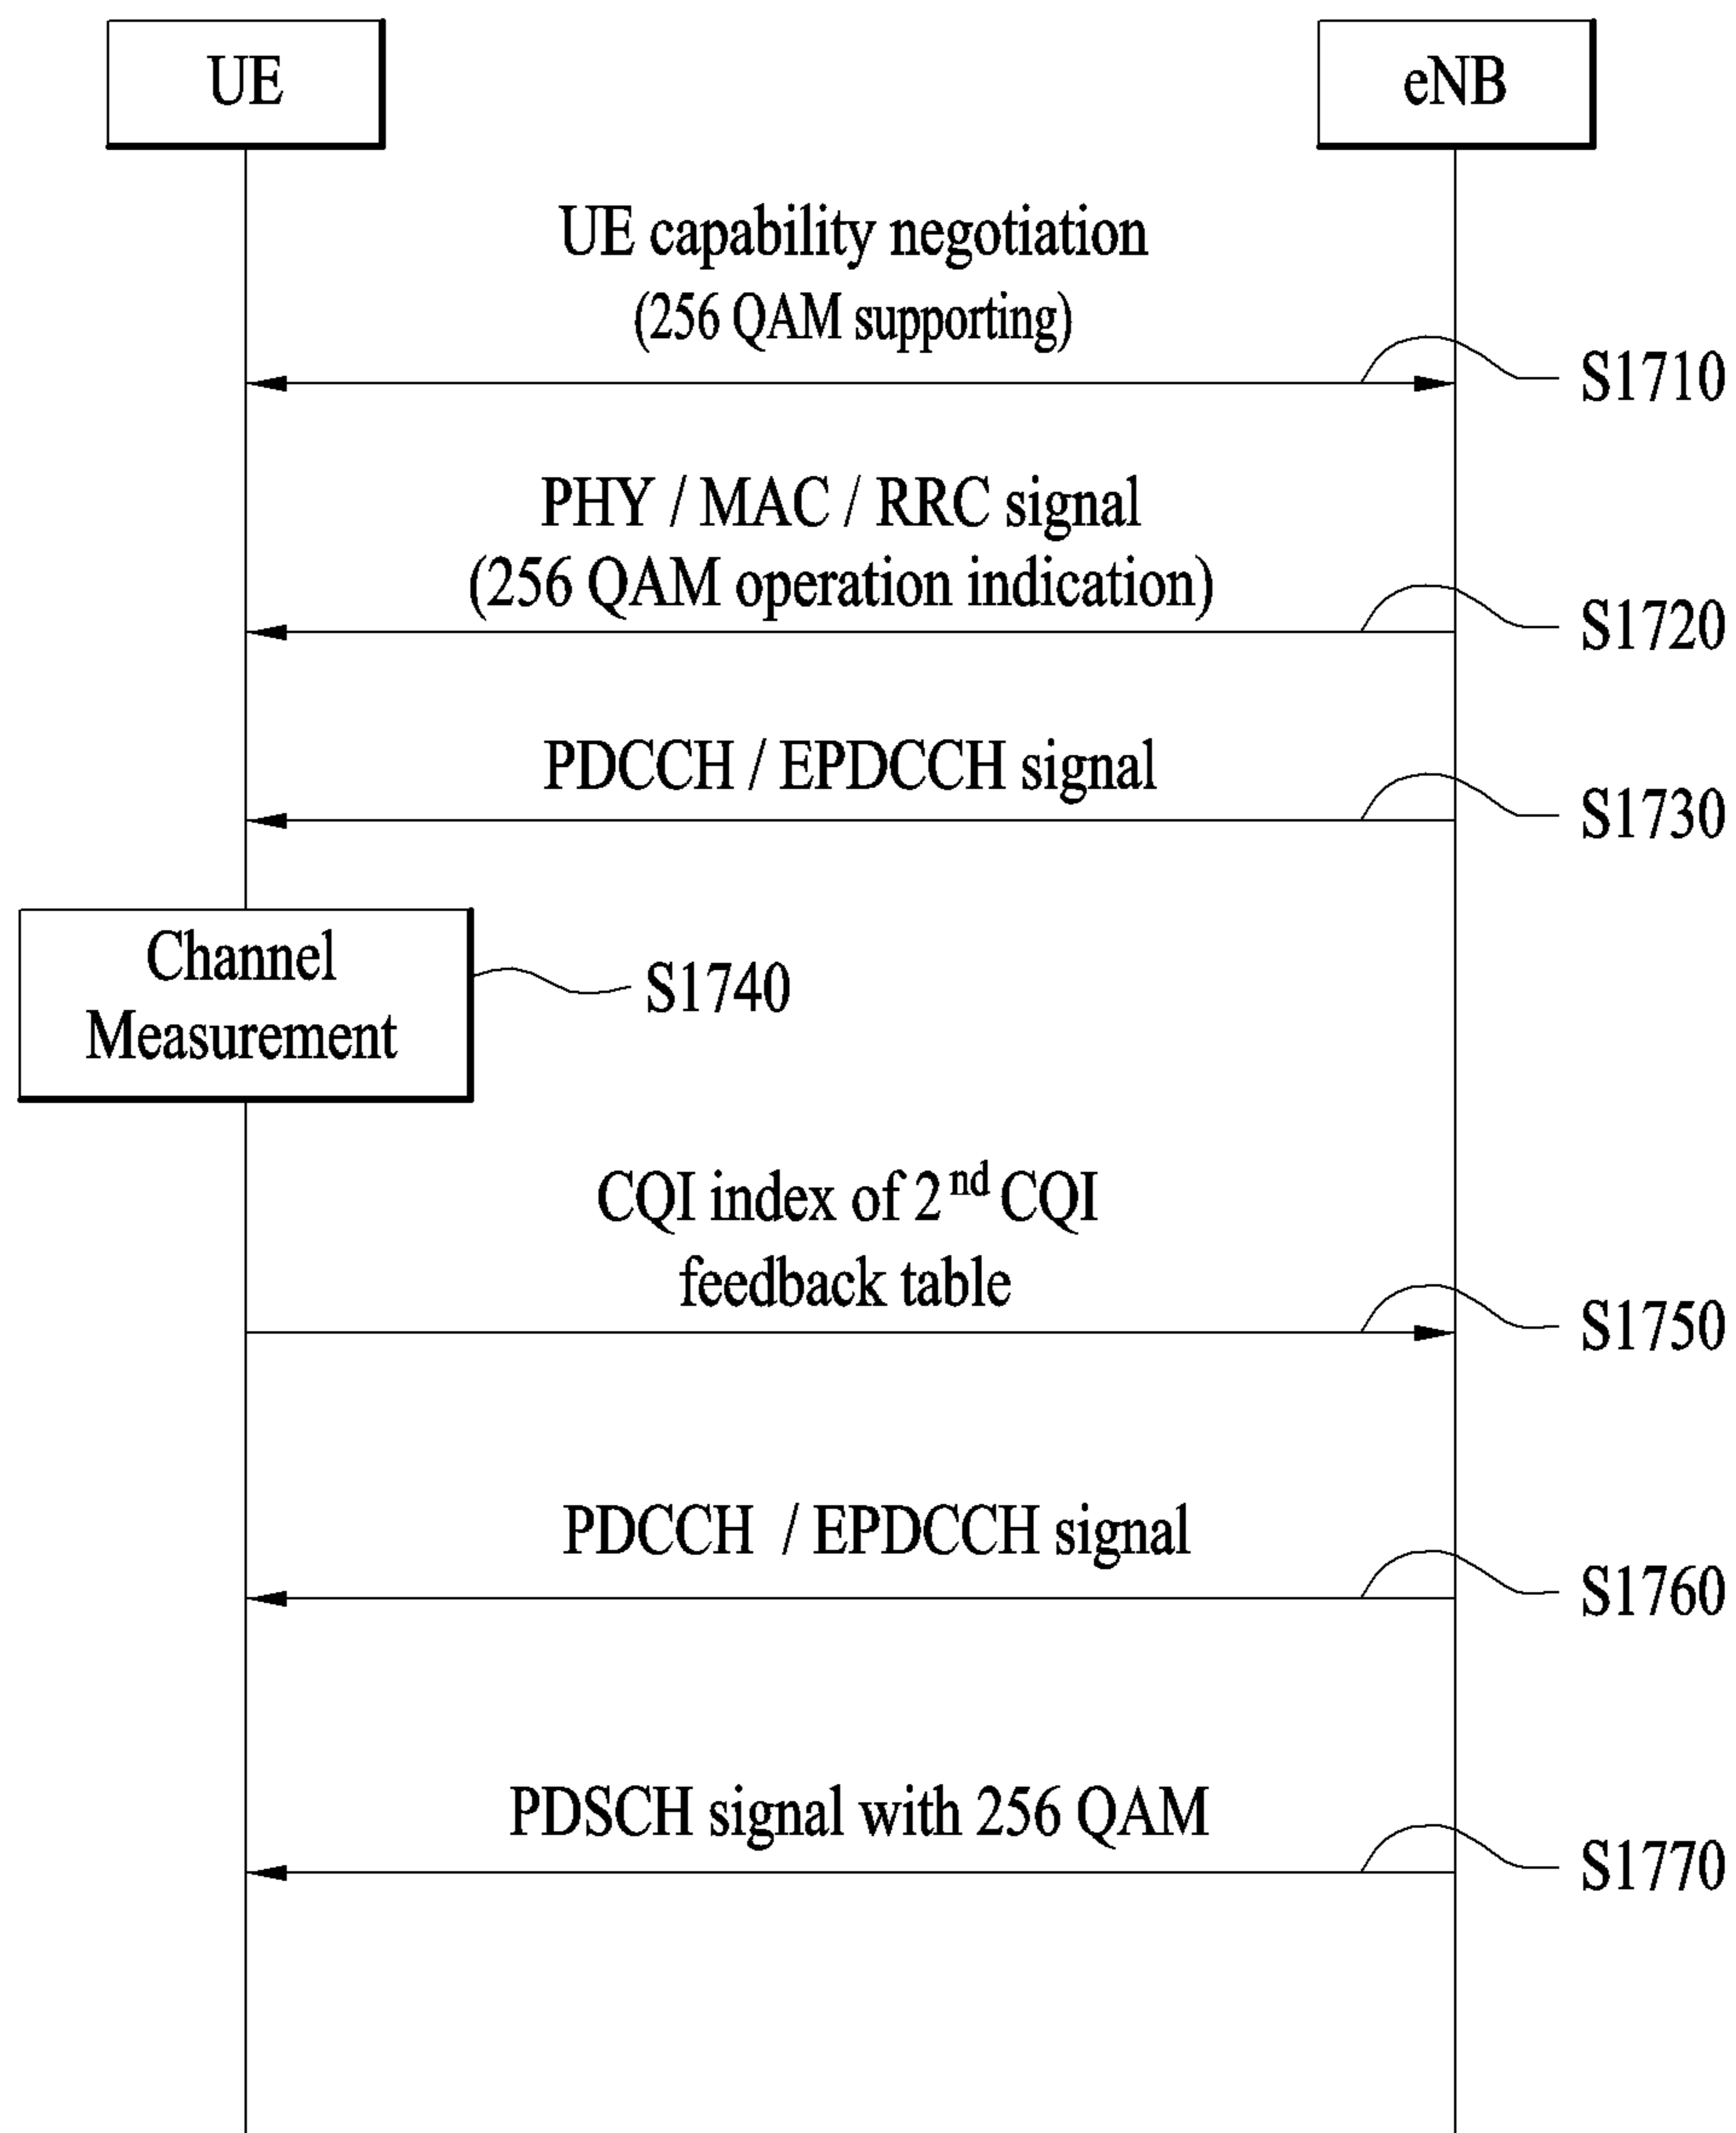 UE
eNB
UE capability negotiation
(256 QAM supporting)
S1710
PHY / MAC / RRC signal
(256 QAM operation indication)
S1720
PDCCH / EPDCCH signal
S1730
Channel
Measurement
S1740
CQI index of 2nd CQI
feedback table
S1750
PDCCH / EPDCCH signal
S1760
PDSCH signal with 256 QAM
S1770